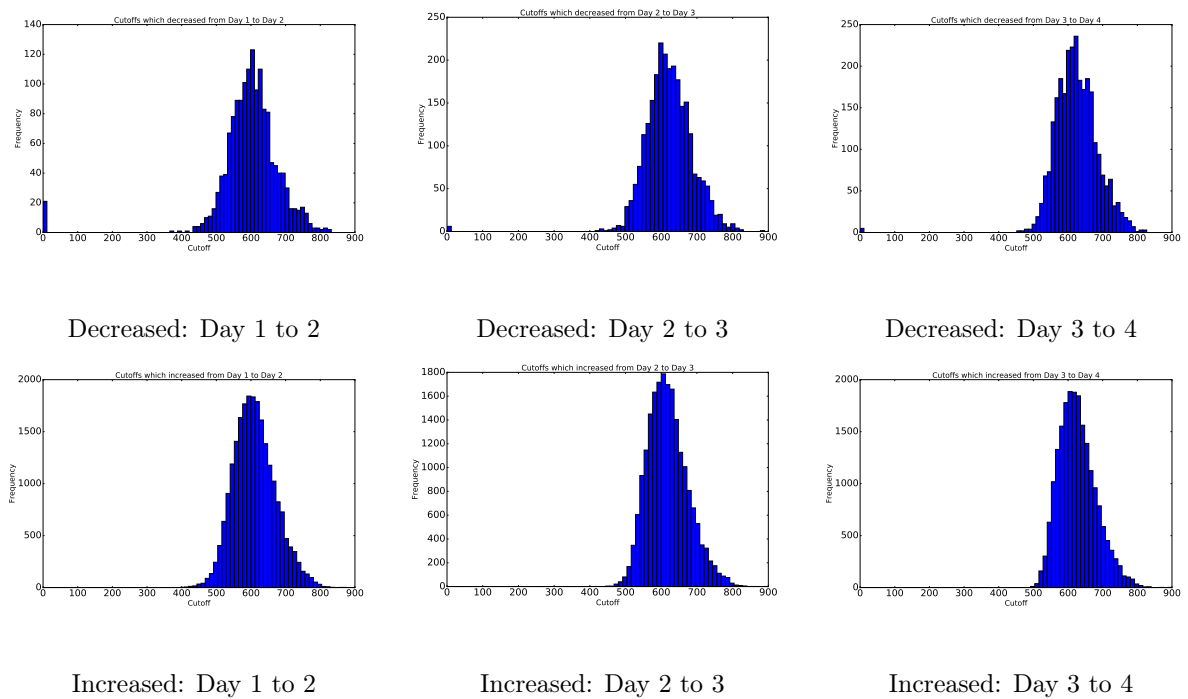 Cutoffs which decreased from Day 1 to Day 2
140
120
100
80
60
40
20
0
Frequency
0 100 200 300 400 500 600 700 800 900
Cutoff
Decreased: Day 1 to 2
Cutoffs which decreased from Day 2 to Day 3
250
200
150
100
50
0
Frequency
0 100 200 300 400 500 600 700 800 900
Cutoff
Decreased: Day 2 to 3
Cutoffs which decreased from Day 3 to Day 4
250
200
150
100
50
0
Frequency
0 100 200 300 400 500 600 700 800 900
Cutoff
Decreased: Day 3 to 4
Cutoffs which increased from Day 1 to Day 2
2000
1500
1000
500
0
Frequency
0 100 200 300 400 500 600 700 800 900
Cutoff
Increased: Day 1 to 2
Cutoffs which increased from Day 2 to Day 3
1800
1600
1400
1200
1000
800
600
400
200
0
Frequency
0 100 200 300 400 500 600 700 800 900
Cutoff
Increased: Day 2 to 3
Cutoffs which increased from Day 3 to Day 4
2000
1500
1000
500
0
Frequency
0 100 200 300 400 500 600 700 800 900
Cutoff
Increased: Day 3 to 4